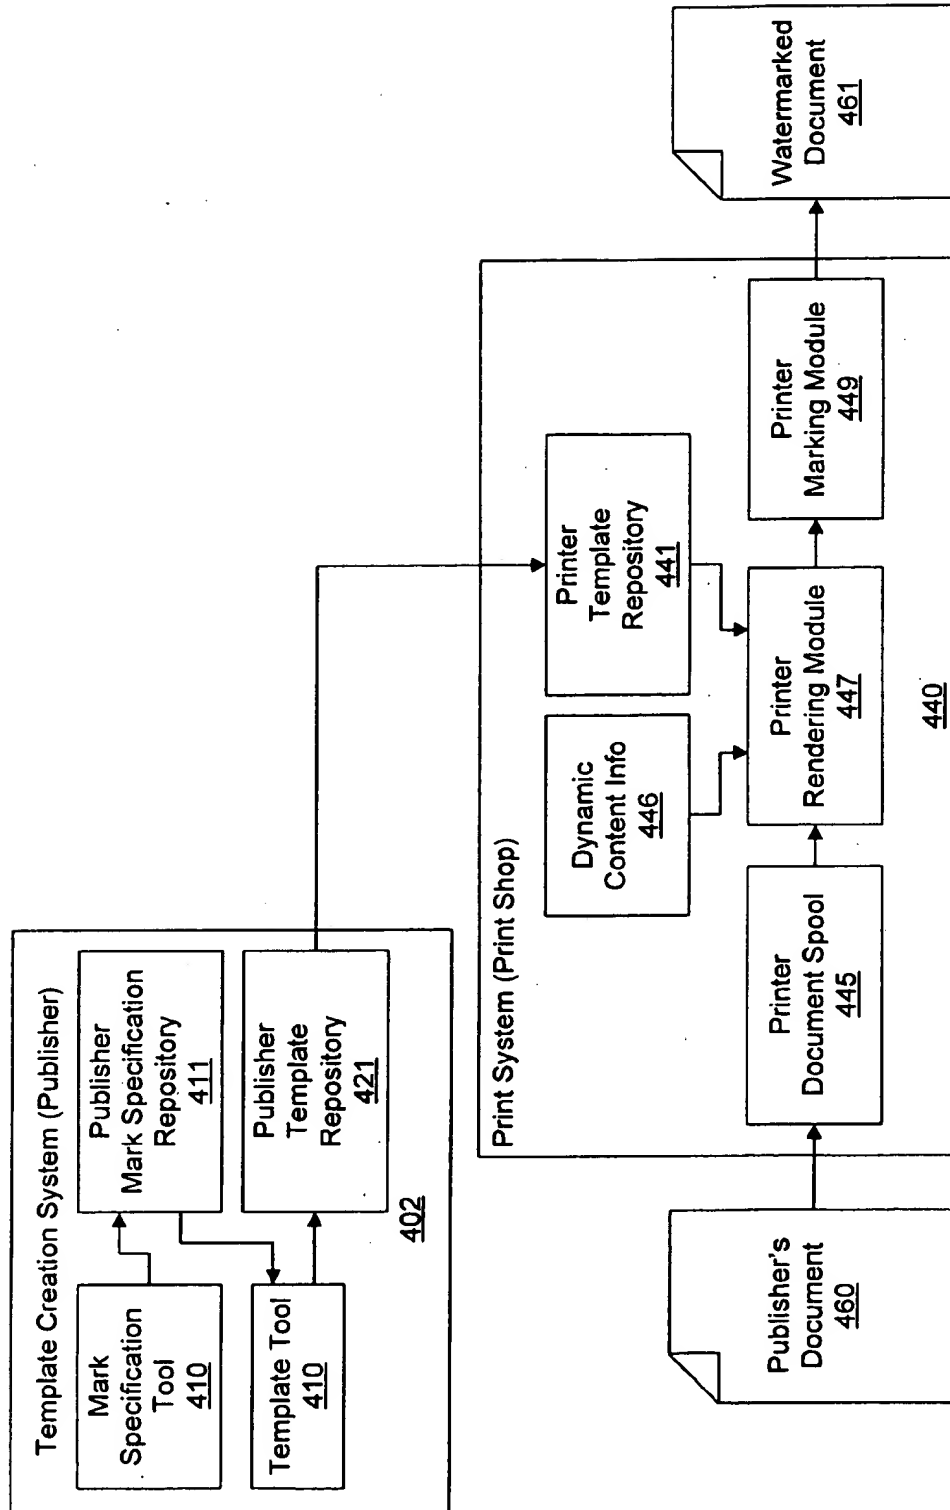 Template Creation System (Publisher)
Mark
Specification
Tool
410
Publisher
Mark Specification
Repository
411
Template Tool
410
Publisher
Template
Repository
421
402
Print System (Print Shop)
Dynamic
Content Info
446
Printer
Template
Repository
441
Publisher's
Document
460
Printer
Document Spool
445
Printer
Rendering Module
447
Printer
Marking Module
449
Watermarked
Document
461
440